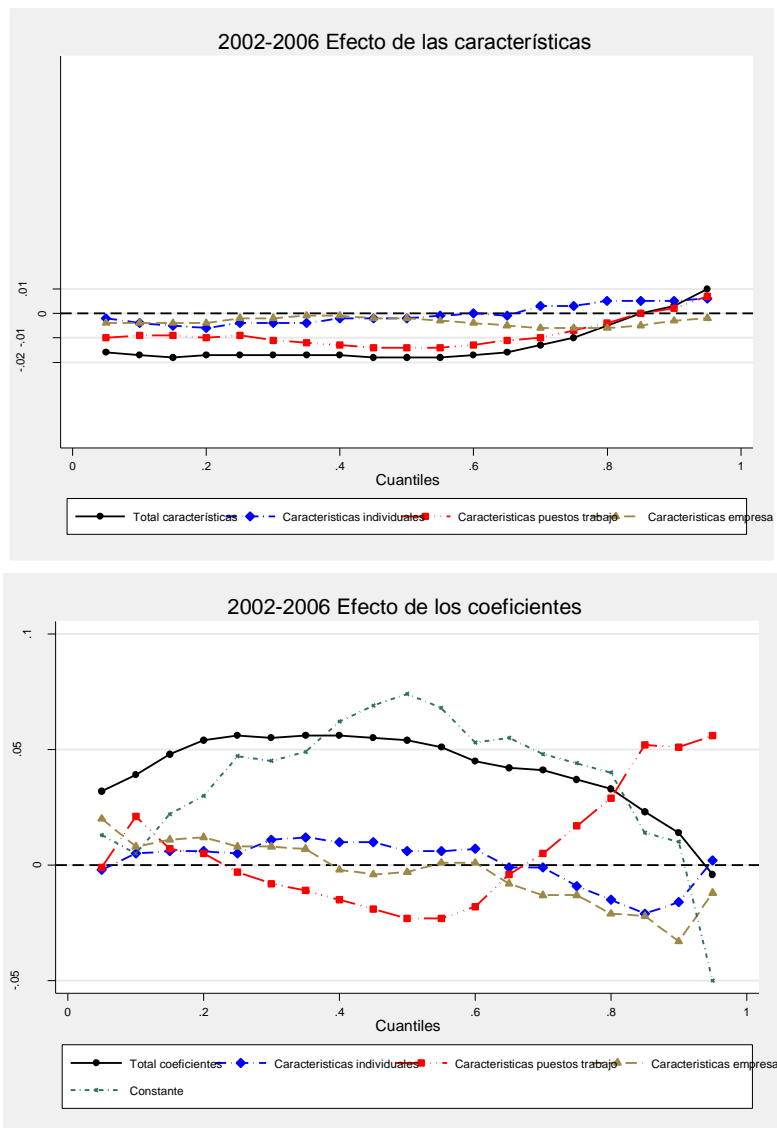 2002-2006 Efecto de las características
.01
0
-.02 -.01
0 .2 .4 .6 .8 1
Cuantiles
Total características Caracteristicas individuales Caracteristicas puestos trabajo Caracteristicas empresa
2002-2006 Efecto de los coeficientes
.1
.05
0
-.05
0 .2 .4 .6 .8 1
Cuantiles
Total coeficientes Caracteristicas individuales Caracteristicas puestos trabajo Caracteristicas empresa
Constante